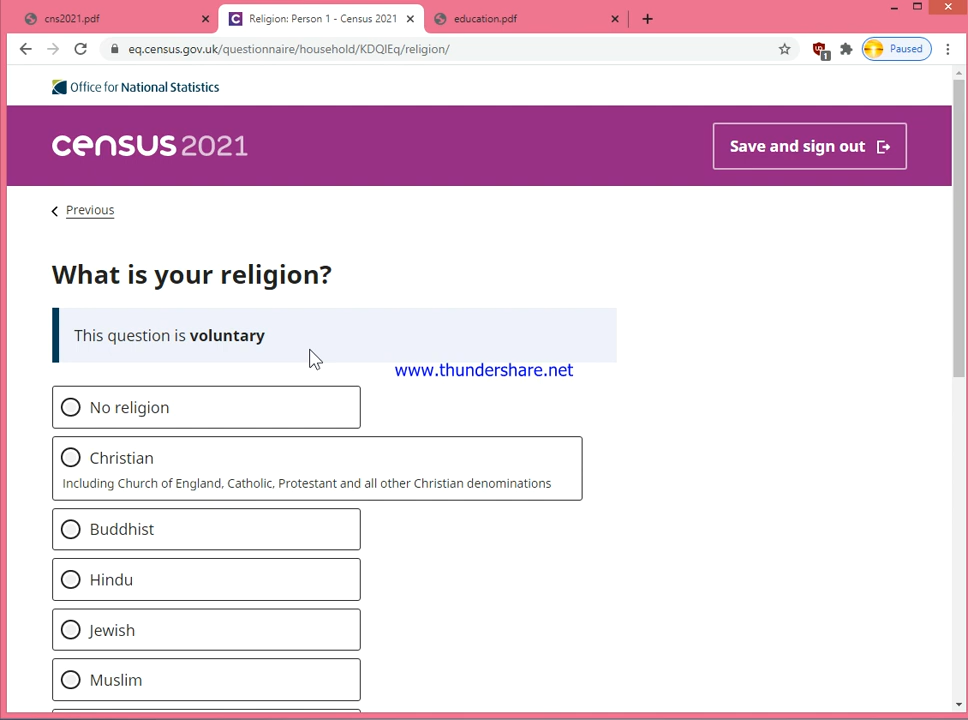 cns2021.pdf
Religion: Person 1 - Census 2021
education.pdf
eq.census.gov.uk/questionnaire/household/KDQlEq/religion/
1
Paused
Office for National Statistics
census 2021
Save and sign out
Previous
What is your religion?
This question is voluntary
www.thundershare.net
No religion
Christian
Including Church of England, Catholic, Protestant and all other Christian denominations
Buddhist
Hindu
Jewish
Muslim